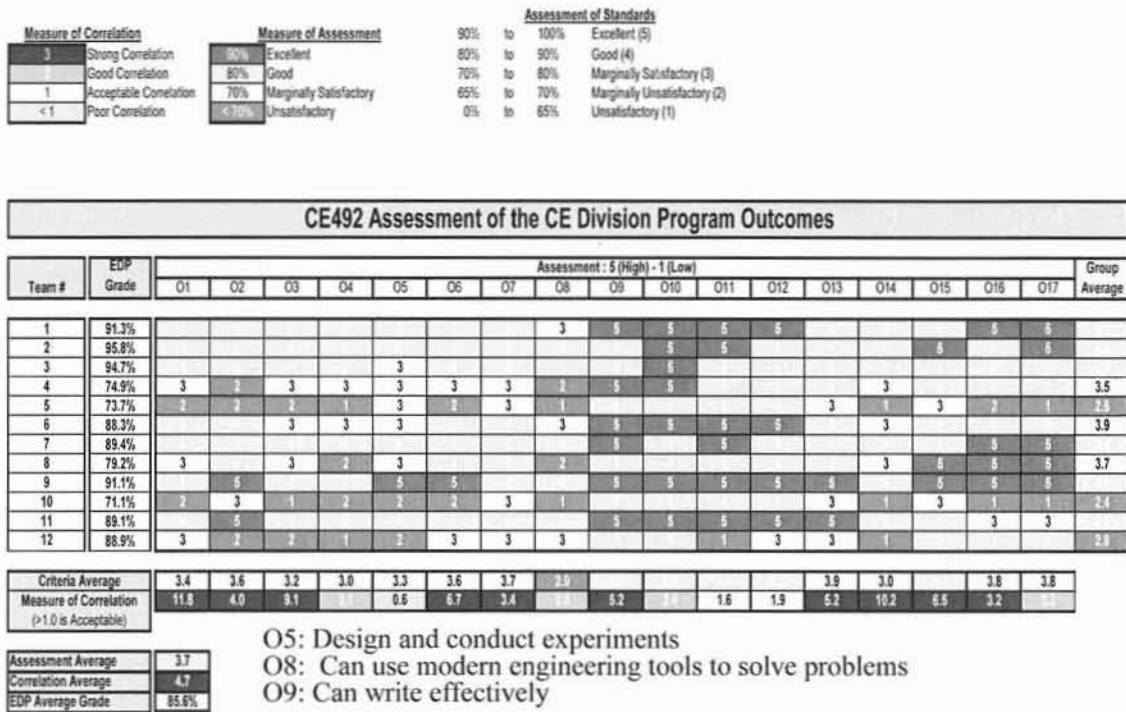 Assessment of Standards
Measure of Correlation Measure of Assessment 90% to 100% Excellent (5)
3 Strong Correlation 90% Excellent 80% to 90% Good (4)
Good Correlation 80% Good 70% to 80% Marginally Satisfactory (3)
1 Acceptable Correlation 70% Marginally Satisfactory 65% to 70% Marginally Unsatisfactory (2)
< 1 Poor Correlation < 70% Unsatisfactory 0% to 65% Unsatisfactory (1)
CE492 Assessment of the CE Division Program Outcomes
Team # EDP Grade Assessment : 5 (High) - 1 (Low) Group Average
O1 O2 O3 O4 O5 O6 O7 O8 O9 O10 O11 O12 O13 O14 O15 O16 O17
1 91.3% 3 5 5 5 5 5 5
2 95.8% 5 5 5 5
3 94.7% 3 5
4 74.9% 3 2 3 3 3 3 3 2 5 5 3 3.5
5 73.7% 2 2 2 1 3 2 3 1 3 1 3 2 1
6 88.3% 3 3 3 3 5 5 5 5 3 3.9
7 89.4% 5 5 5 5
8 79.2% 3 3 2 3 2 3 5 5 5 3.7
9 91.1% 5 5 5 5 5 5 5 5 5 5 5
10 71.1% 2 3 1 2 2 2 3 1 3 1 3 1 1
11 89.1% 5 5 5 5 5 5 3 3
12 88.9% 3 2 2 1 2 3 3 3 1 3 3 1
Criteria Average 3.4 3.6 3.2 3.0 3.3 3.6 3.7 2.9 3.9 3.0 3.8 3.8
Measure of Correlation 11.8 4.0 9.1 0.6 6.7 3.4 5.2 1.6 1.9 5.2 10.2 6.5 3.2
(>1.0 is Acceptable)
Assessment Average 3.7
Correlation Average 4.7
EDP Average Grade 85.6%
O5: Design and conduct experiments
O8: Can use modern engineering tools to solve problems
O9: Can write effectively